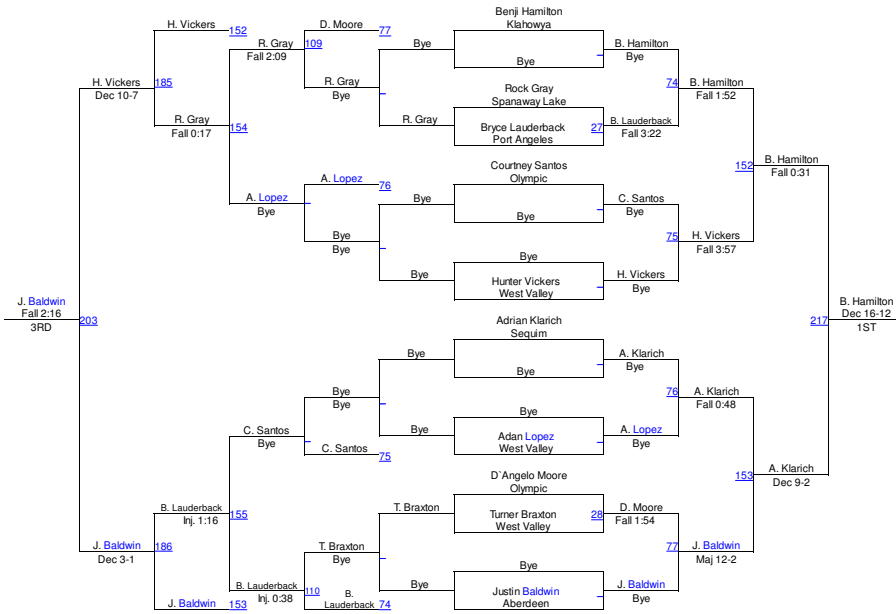 Benji Hamilton
Klahowya
H. Vickers
152
D. Moore
77
R. Gray
Fall 2:09
109
Bye
Bye
B. Hamilton
Bye
H. Vickers
Dec 10-7
185
R. Gray
Bye
Rock Gray
Spanaway Lake
74
B. Hamilton
Fall 1:52
R. Gray
Fall 0:17
154
R. Gray
Bryce Lauderback
Port Angeles
27
B. Lauderback
Fall 3:22
Courtney Santos
Olympic
152
B. Hamilton
Fall 0:31
A. Lopez
76
A. Lopez
Bye
Bye
Bye
C. Santos
Bye
Bye
Bye
75
H. Vickers
Fall 3:57
Bye
Bye
Hunter Vickers
West Valley
H. Vickers
Bye
J. Baldwin
Fall 2:16
3RD
203
217
B. Hamilton
Dec 16-12
1ST
Adrian Klarich
Sequim
Bye
Bye
A. Klarich
Bye
Bye
Bye
76
A. Klarich
Fall 0:48
Bye
C. Santos
Bye
Bye
Adan Lopez
West Valley
A. Lopez
Bye
C. Santos
75
153
A. Klarich
Dec 9-2
D`Angelo Moore
Olympic
B. Lauderback
Inj. 1:16
155
T. Braxton
Turner Braxton
West Valley
28
D. Moore
Fall 1:54
J. Baldwin
Dec 3-1
186
T. Braxton
Bye
77
J. Baldwin
Maj 12-2
Bye
B. Lauderback
Inj. 0:38
110
Bye
Justin Baldwin
Aberdeen
J. Baldwin
Bye
J. Baldwin
153
B.
Lauderback
74